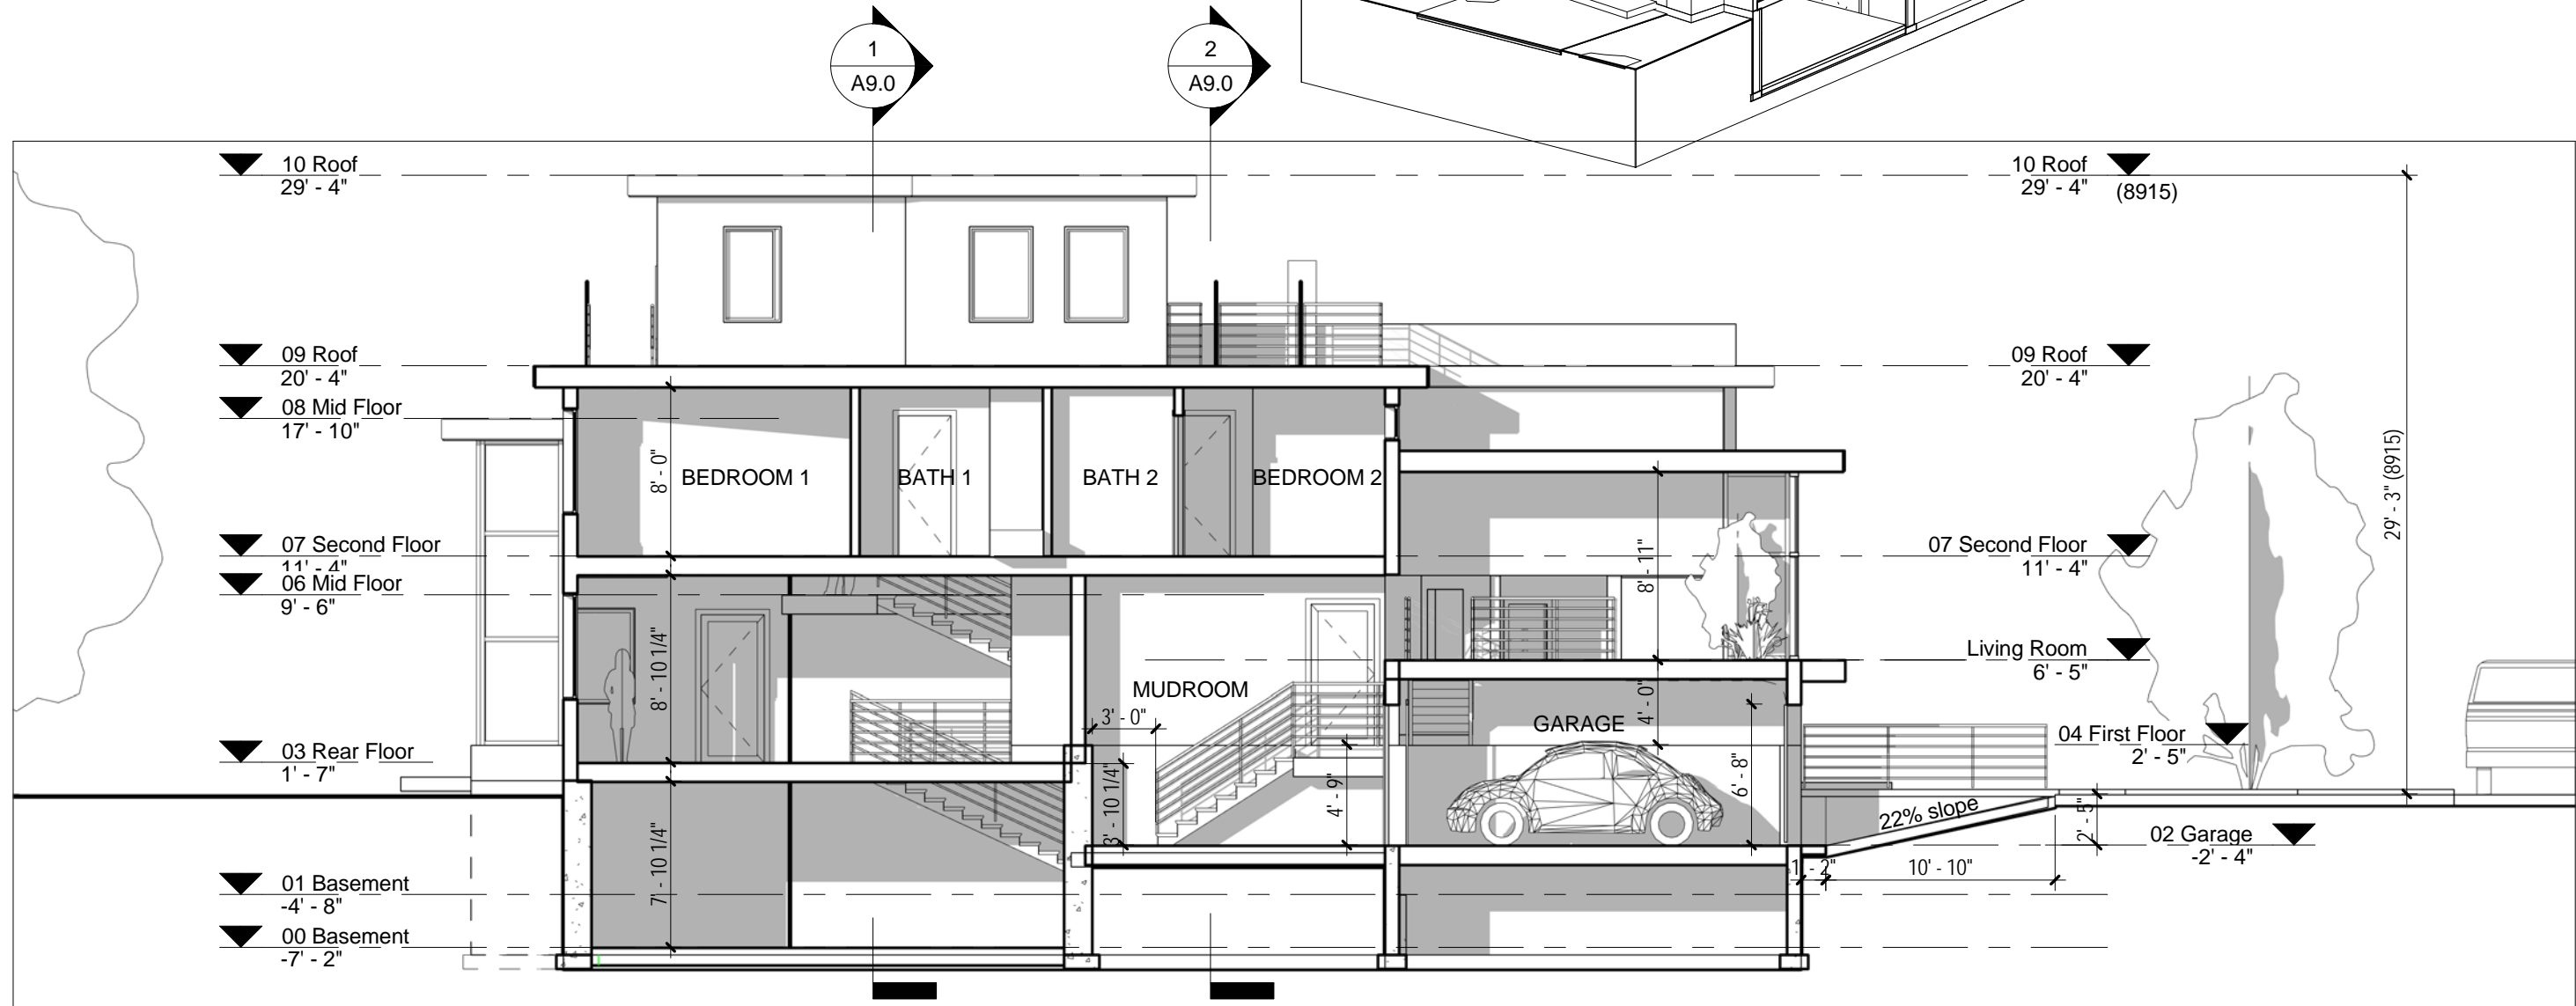 1
A9.0
2
A9.0
10 Roof
29' - 4"
10 Roof
29' - 4"
(8915)
09 Roof
20' - 4"
09 Roof
20' - 4"
08 Mid Floor
17' - 10"
29' - 3" (8915)
8' - 0"
BEDROOM 1
BATH 1
BATH 2
BEDROOM 2
07 Second Floor
11' - 4"
07 Second Floor
11' - 4"
8' - 11"
06 Mid Floor
9' - 6"
8' - 10 1/4"
Living Room
6' - 5"
MUDROOM
3' - 0"
4' - 0"
GARAGE
04 First Floor
2' - 5"
03 Rear Floor
1' - 7"
3' - 10 1/4"
4' - 9"
6' - 8"
22% slope
2' - 5"
02 Garage
-2' - 4"
1' - 2"
10' - 10"
7' - 10 1/4"
01 Basement
-4' - 8"
00 Basement
-7' - 2"